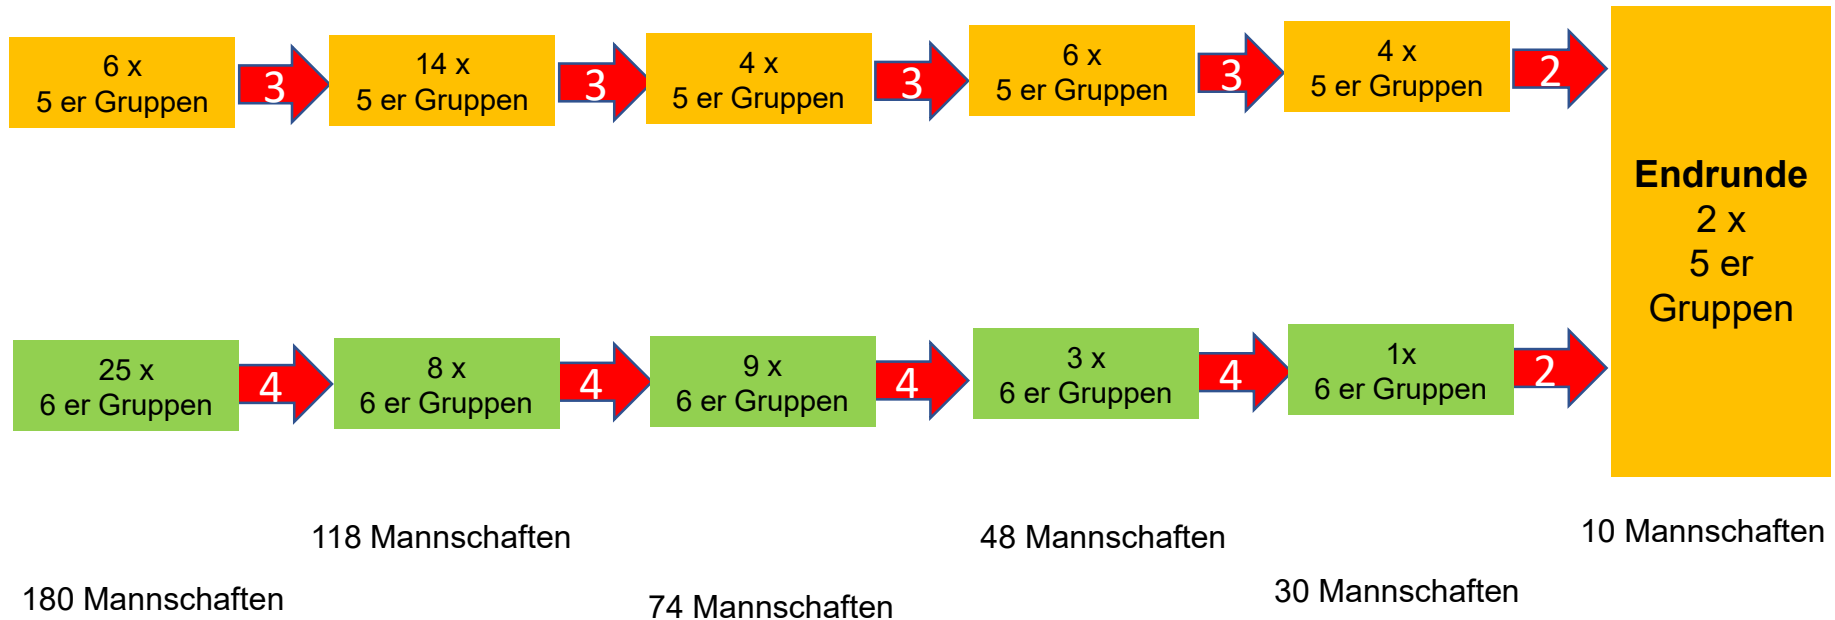 6 x
5 er Gruppen
3
14 x
5 er Gruppen
3
4 x
5 er Gruppen
3
6 x
5 er Gruppen
3
4 x
5 er Gruppen
2
Endrunde
2 x
5 er
Gruppen
25 x
6 er Gruppen
4
8 x
6 er Gruppen
4
9 x
6 er Gruppen
4
3 x
6 er Gruppen
4
1x
6 er Gruppen
2
180 Mannschaften
118 Mannschaften
74 Mannschaften
48 Mannschaften
30 Mannschaften
10 Mannschaften